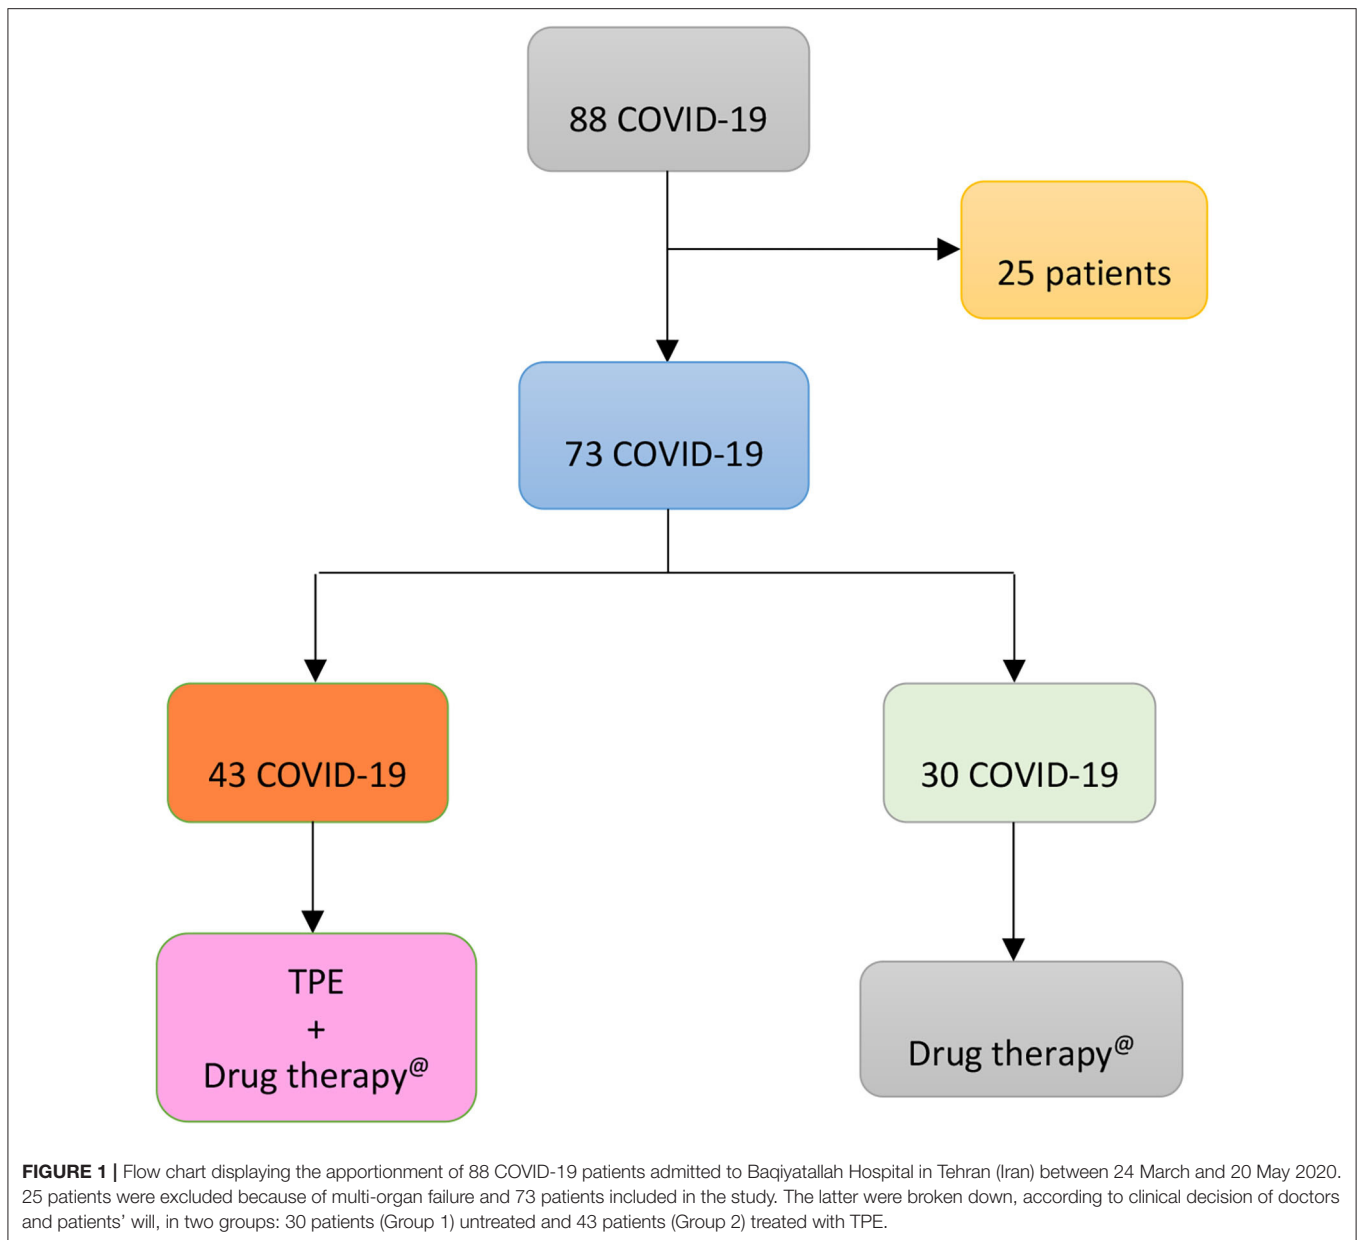 88 COVID-19
25 patients
73 COVID-19
43 COVID-19
30 COVID-19
TPE
+
Drug therapy@
Drug therapy@
FIGURE 1 | Flow chart displaying the apportionment of 88 COVID-19 patients admitted to Baqiyatallah Hospital in Tehran (Iran) between 24 March and 20 May 2020.
25 patients were excluded because of multi-organ failure and 73 patients included in the study. The latter were broken down, according to clinical decision of doctors
and patients' will, in two groups: 30 patients (Group 1) untreated and 43 patients (Group 2) treated with TPE.